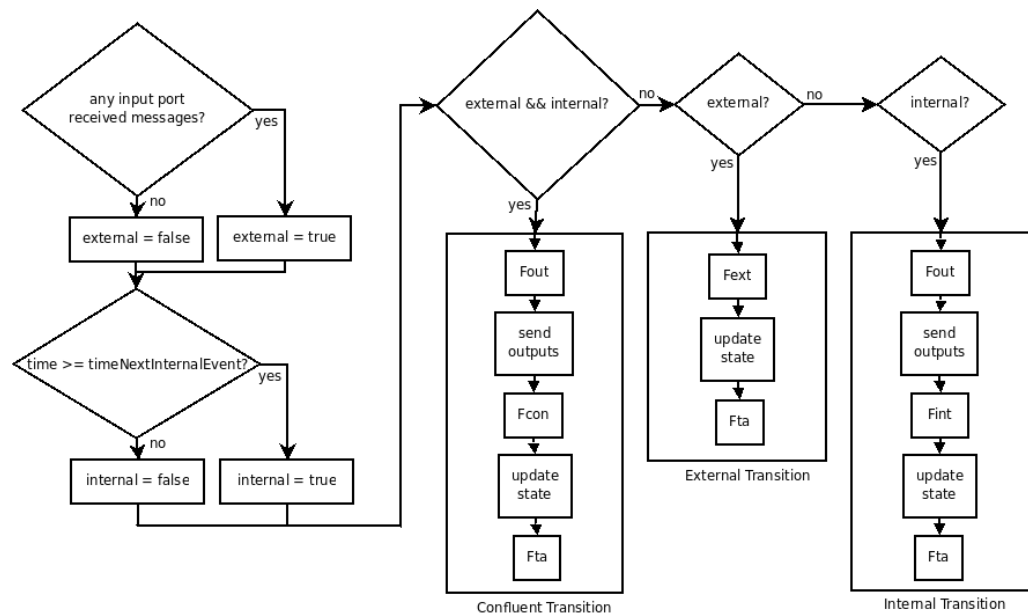 any input port
received messages?
yes
no
external = false
external = true
time >= timeNextInternalEvent?
yes
no
internal = false
internal = true
external && internal?
no
yes
Fout
send
outputs
Fcon
update
state
Fta
Confluent Transition
external?
no
yes
Fext
update
state
Fta
External Transition
internal?
yes
Fout
send
outputs
Fint
update
state
Fta
Internal Transition